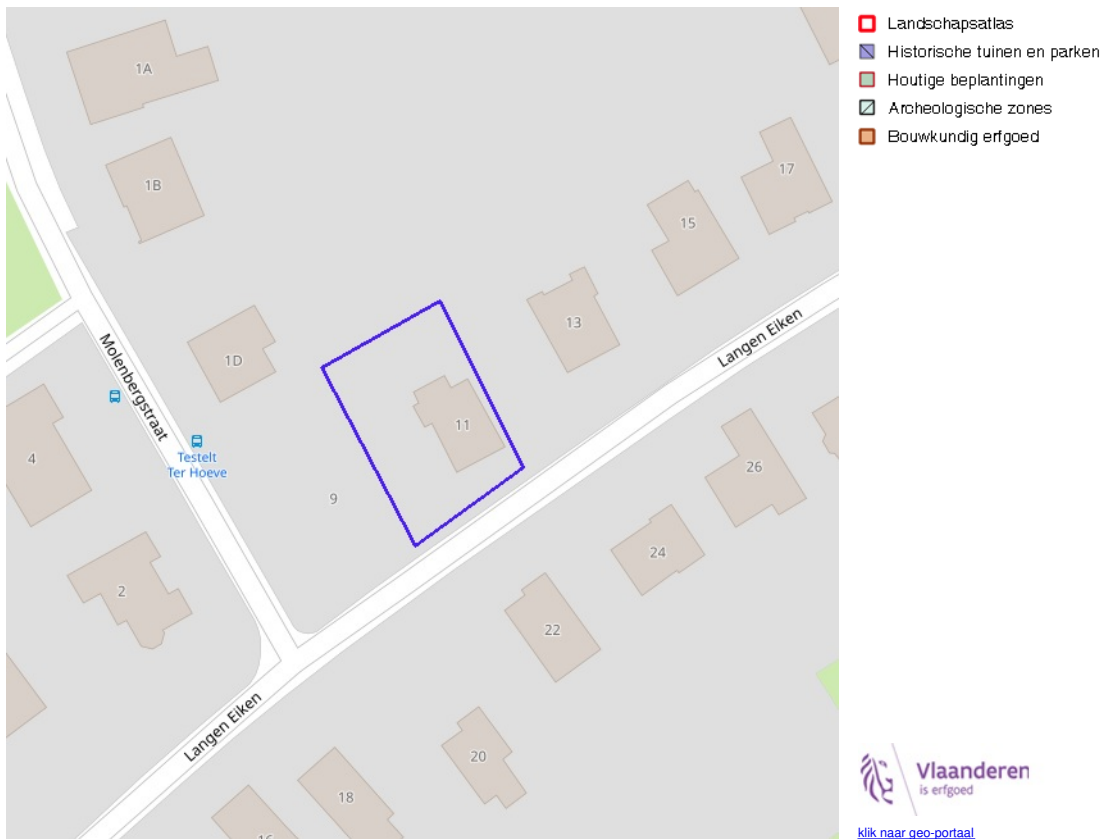 1A
1B
17
15
13
1D
Langen Eiken
Molenbergstraat
11
4
Testelt
Ter Hoeve
26
9
24
2
22
Langen Eiken
20
18
16
Landschapsatlas
Historische tuinen en parken
Houtige beplantingen
Archeologische zones
Bouwkundig erfgoed
Vlaanderen
is erfgoed
klik naar geo-portaal